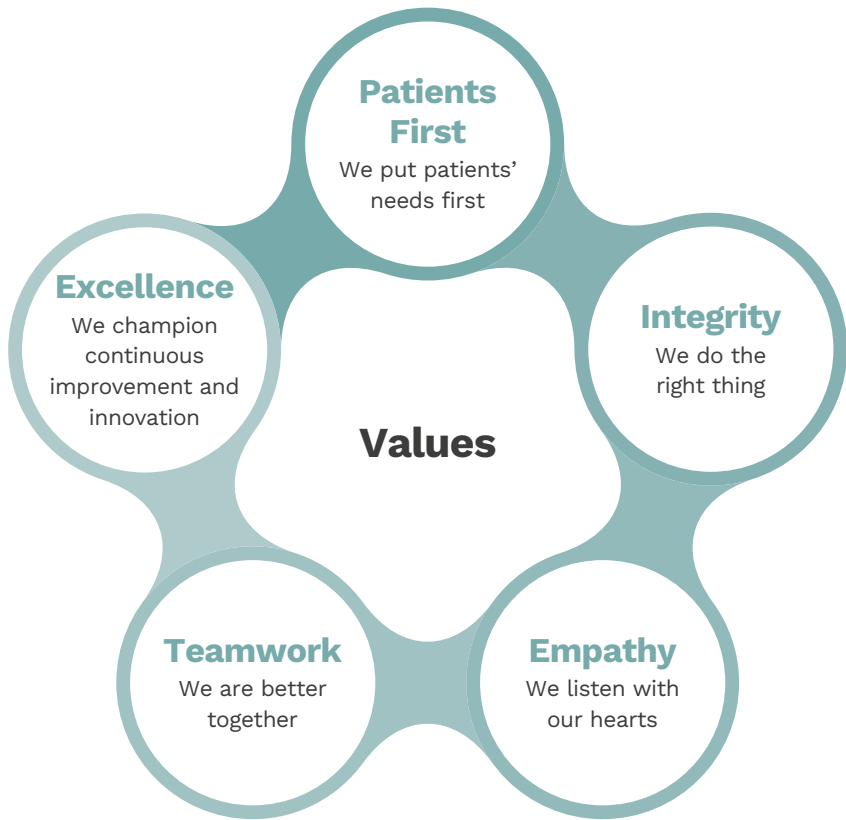 Patients
First
We put patients’
needs first
Integrity
We do the
right thing
Empathy
We listen with
our hearts
Teamwork
We are better
together
Excellence
We champion
continuous
improvement and
innovation
Values